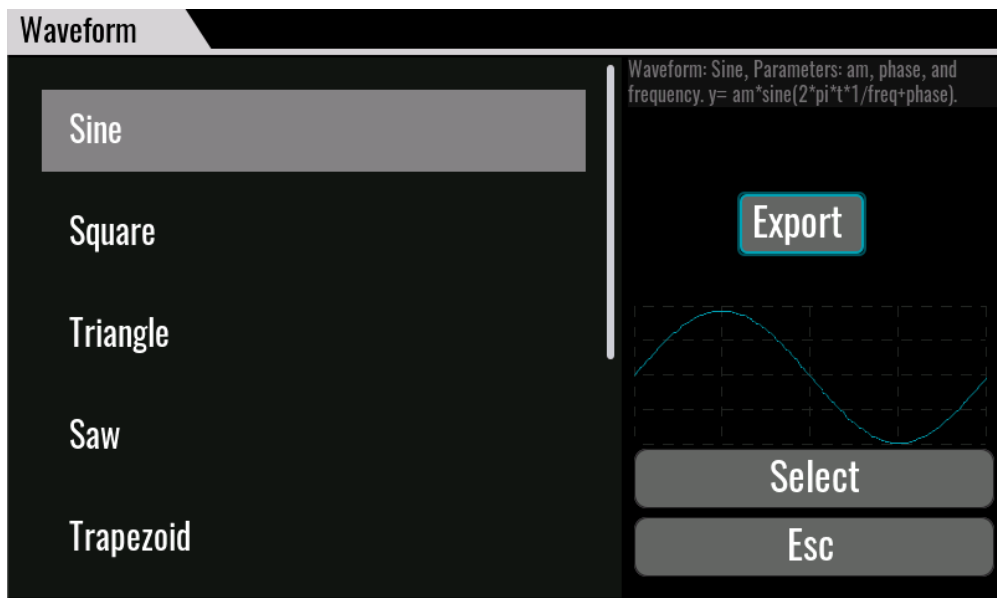 Waveform
Sine
Square
Triangle
Saw
Trapezoid
Waveform: Sine, Parameters: am, phase, and
frequency. y= am*sine(2*pi*t*1/freq+phase).
Export
Select
Esc